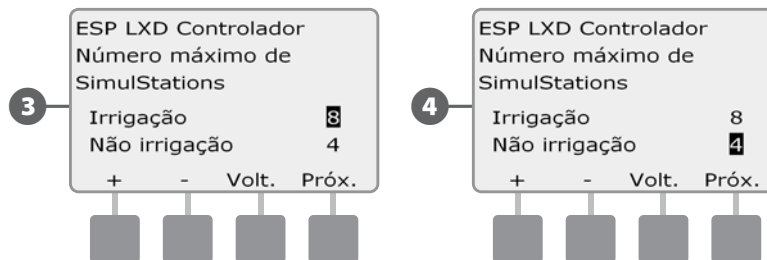 3
ESP LXD Controlador
Número máximo de
SimulStations
Irrigação 8
Não irrigação 4
+ - Volt. Próx.
4
ESP LXD Controlador
Número máximo de
SimulStations
Irrigação 8
Não irrigação 4
+ - Volt. Próx.